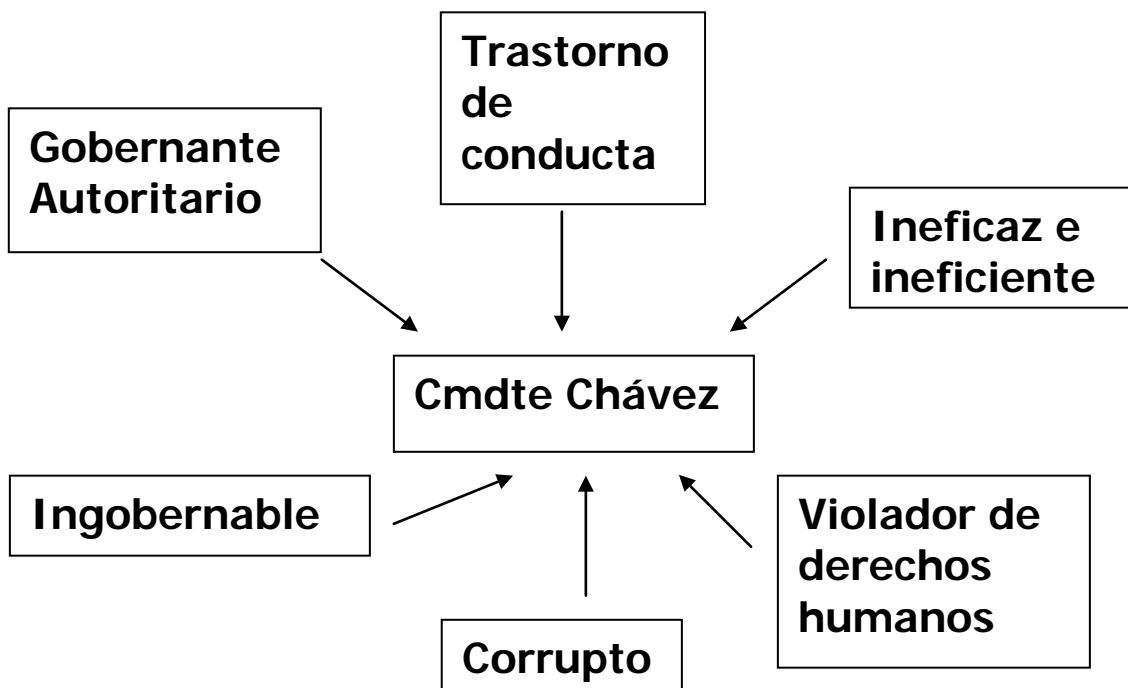 Trastorno
de
conducta
Gobernante
Autoritario
Ineficaz e
ineficiente
Cmdte Chávez
Ingobernable
Violador de
derechos
humanos
Corrupto